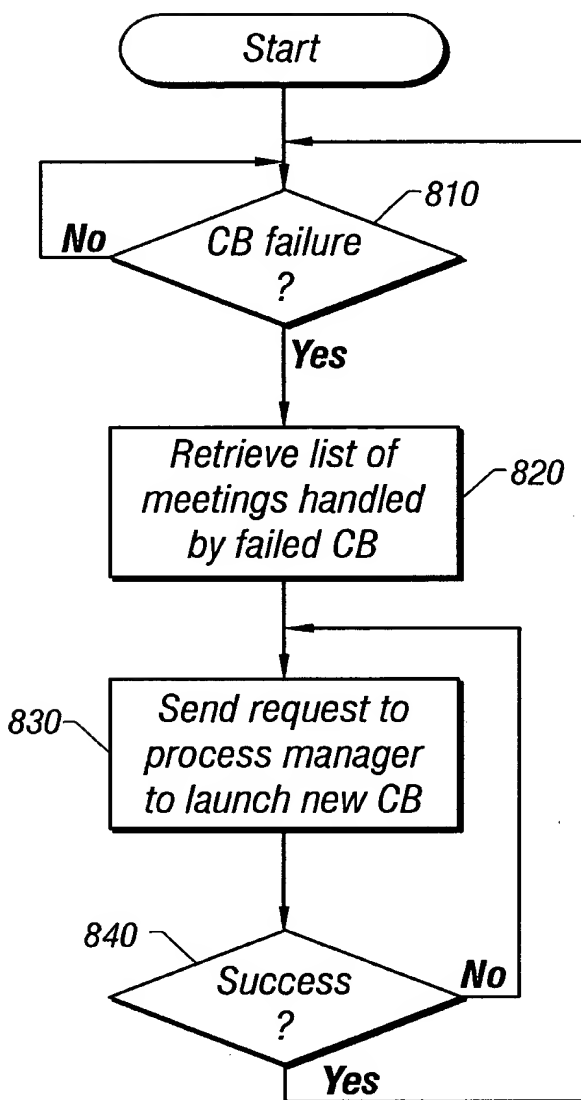 Start
810
CB failure
?
No
Yes
Retrieve list of
meetings handled
by failed CB
820
830
Send request to
process manager
to launch new CB
840
Success
?
No
Yes